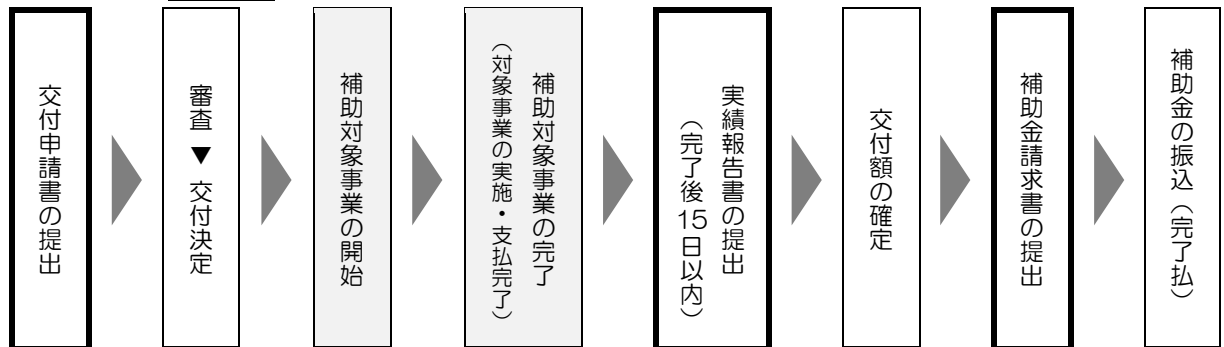 交付申請書の提出
審査 ▼ 交付決定
補助対象事業の開始
補助対象事業の完了
（対象事業の実施・支払完了）
実績報告書の提出
（完了後15日以内）
交付額の確定
補助金請求書の提出
補助金の振込（完了払）